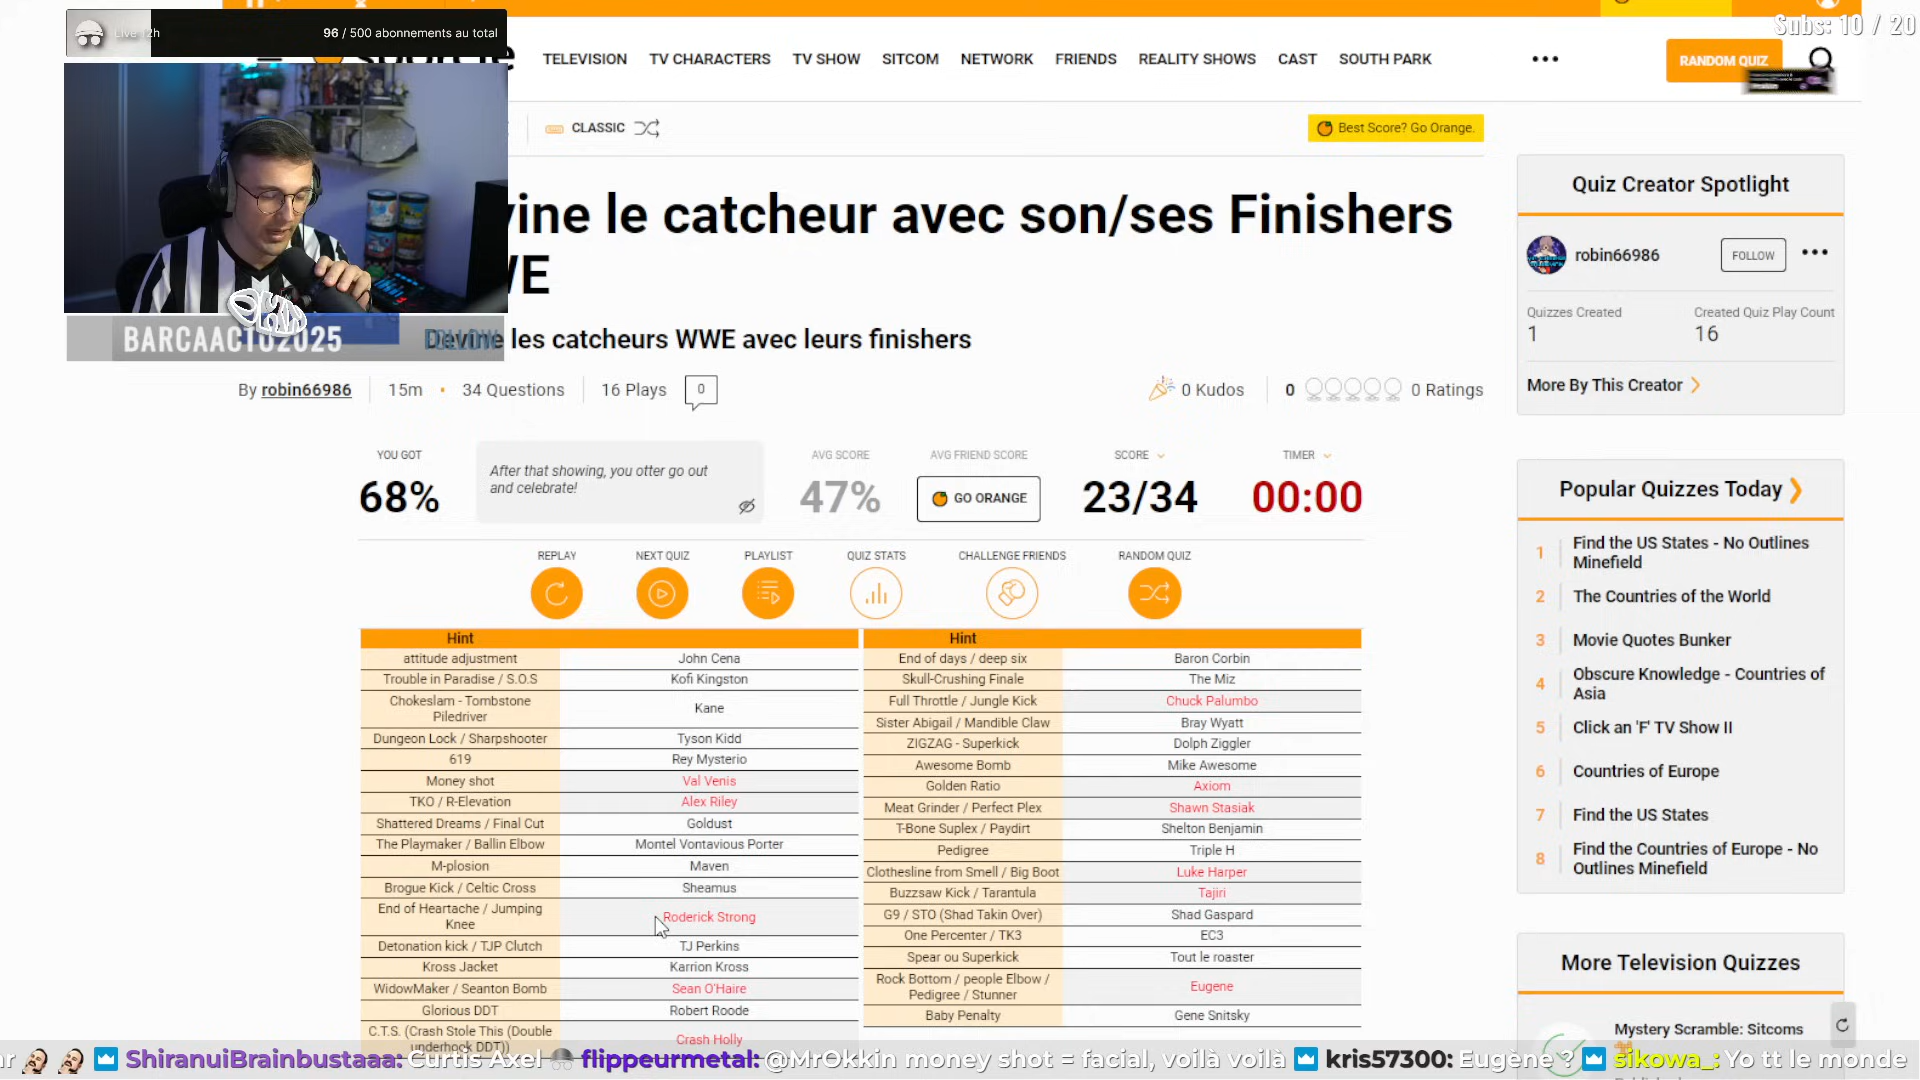 Live 12h
96 / 500 abonnements au total
TELEVISION
TV CHARACTERS
TV SHOW
SITCOM
NETWORK
FRIENDS
REALITY SHOWS
CAST
SOUTH PARK
RANDOM QUIZ
Subs: 10 / 20
CLASSIC
Best Score? Go Orange.
vine le catcheur avec son/ses Finishers
WE
BARCAACTU2025
Devine les catcheurs WWE avec leurs finishers
By robin66986
15m
34 Questions
16 Plays
0
0 Kudos
0
0 Ratings
YOU GOT
68%
After that showing, you otter go out
and celebrate!
AVG SCORE
47%
AVG FRIEND SCORE
GO ORANGE
SCORE
23/34
TIMER
00:00
REPLAY
NEXT QUIZ
PLAYLIST
QUIZ STATS
CHALLENGE FRIENDS
RANDOM QUIZ
Hint
attitude adjustment
John Cena
Trouble in Paradise / S.O.S
Kofi Kingston
Chokeslam - Tombstone
Piledriver
Kane
Dungeon Lock / Sharpshooter
Tyson Kidd
619
Rey Mysterio
Money shot
Val Venis
TKO / R-Elevation
Alex Riley
Shattered Dreams / Final Cut
Goldust
The Playmaker / Ballin Elbow
Montel Vontavious Porter
M-plosion
Maven
Brogue Kick / Celtic Cross
Sheamus
End of Heartache / Jumping
Knee
Roderick Strong
Detonation kick / TJP Clutch
TJ Perkins
Kross Jacket
Karrion Kross
WidowMaker / Seanton Bomb
Sean O'Haire
Glorious DDT
Robert Roode
C.T.S. (Crash Stole This (Double
underhook DDT))
Crash Holly
Hint
End of days / deep six
Baron Corbin
Skull-Crushing Finale
The Miz
Full Throttle / Jungle Kick
Chuck Palumbo
Sister Abigail / Mandible Claw
Bray Wyatt
ZIGZAG - Superkick
Dolph Ziggler
Awesome Bomb
Mike Awesome
Golden Ratio
Axiom
Meat Grinder / Perfect Plex
Shawn Stasiak
T-Bone Suplex / Paydirt
Shelton Benjamin
Pedigree
Triple H
Clothesline from Smell / Big Boot
Luke Harper
Buzzsaw Kick / Tarantula
Tajiri
G9 / STO (Shad Takin Over)
Shad Gaspard
One Percenter / TK3
EC3
Spear ou Superkick
Tout le roaster
Rock Bottom / people Elbow /
Pedigree / Stunner
Eugene
Baby Penalty
Gene Snitsky
Quiz Creator Spotlight
robin66986
FOLLOW
Quizzes Created
1
Created Quiz Play Count
16
More By This Creator
Popular Quizzes Today
1 Find the US States - No Outlines
Minefield
2 The Countries of the World
3 Movie Quotes Bunker
4 Obscure Knowledge - Countries of
Asia
5 Click an 'F' TV Show II
6 Countries of Europe
7 Find the US States
8 Find the Countries of Europe - No
Outlines Minefield
More Television Quizzes
Mystery Scramble: Sitcoms
ar ShiranuiBrainbustaaa: Curtis Axel flippeurmetal: @MrOkkin money shot = facial, voilà voilà kris57300: Eugène ? sikowa_: Yo tt le monde